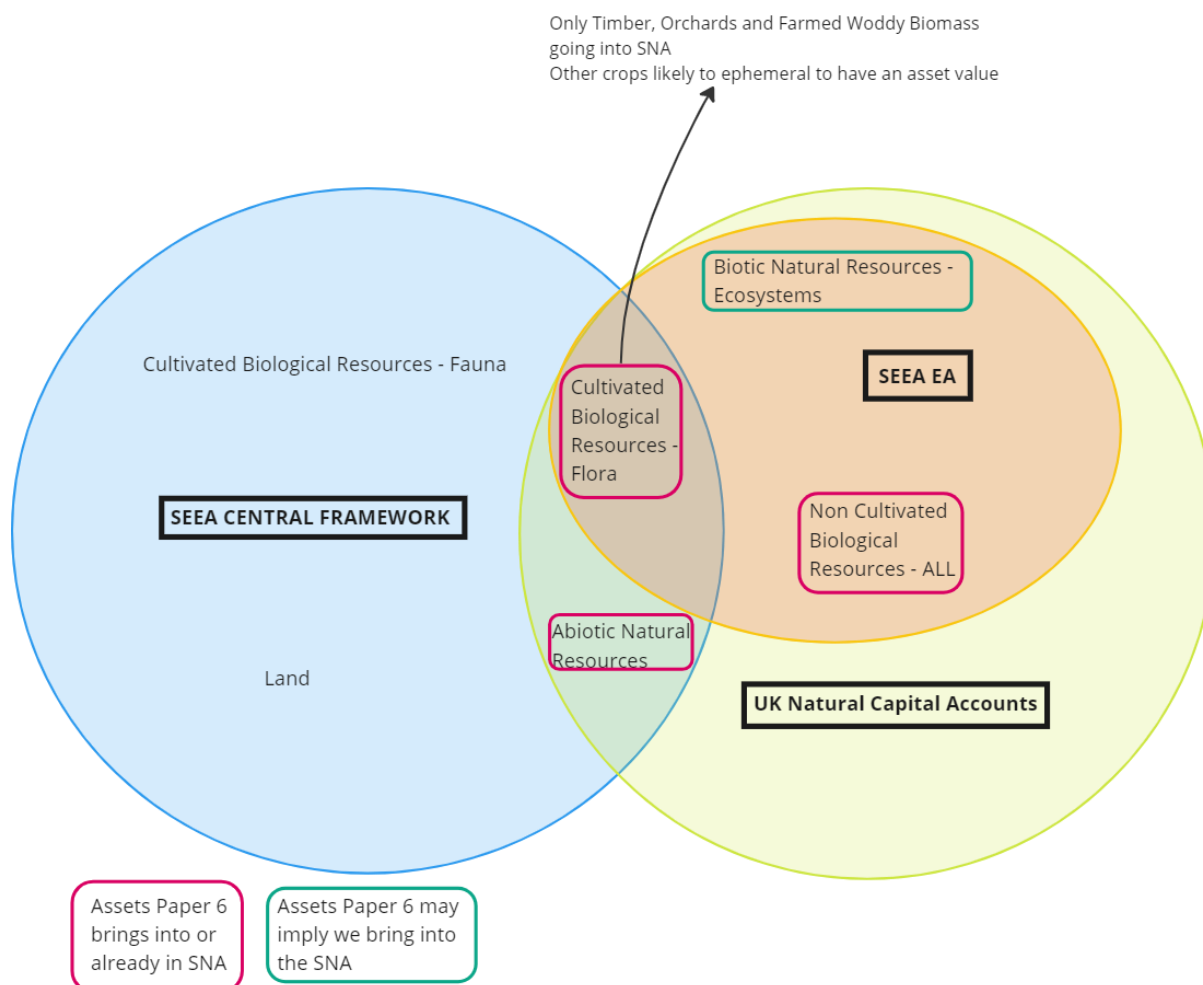 Only Timber, Orchards and Farmed Woddy Biomass
going into SNA
Other crops likely to ephemeral to have an asset value
Biotic Natural Resources -
Ecosystems
Cultivated Biological Resources - Fauna
SEEA EA
Cultivated
Biological
Resources -
Flora
SEEA CENTRAL FRAMEWORK
Non Cultivated
Biological
Resources - ALL
Abiotic Natural
Resources
Land
UK Natural Capital Accounts
Assets Paper 6
brings into or
already in SNA
Assets Paper 6 may
imply we bring into
the SNA